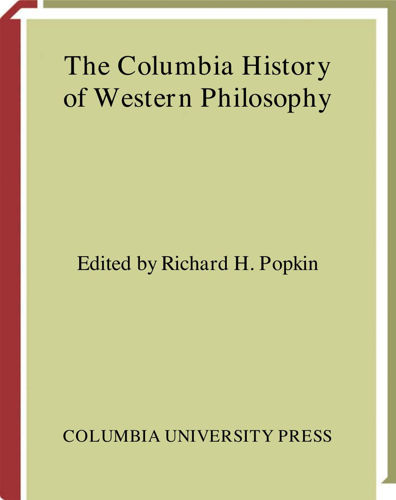 The Columbia History
of Western Philosophy
Edited by Richard H. Popkin
COLUMBIA UNIVERSITY PRESS